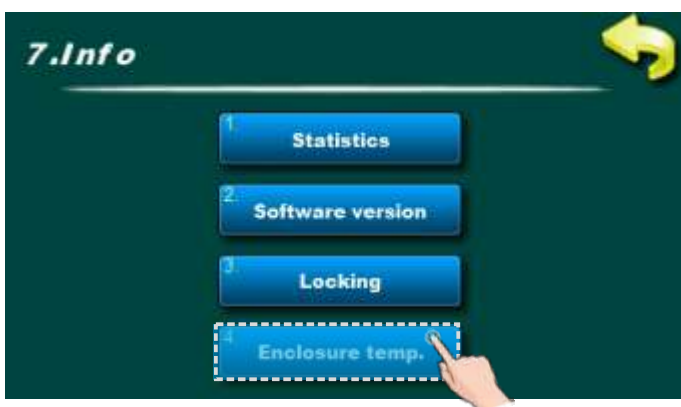 7.Info
1.
Statistics
2.
Software version
3.
Locking
4
Enclosure temp.